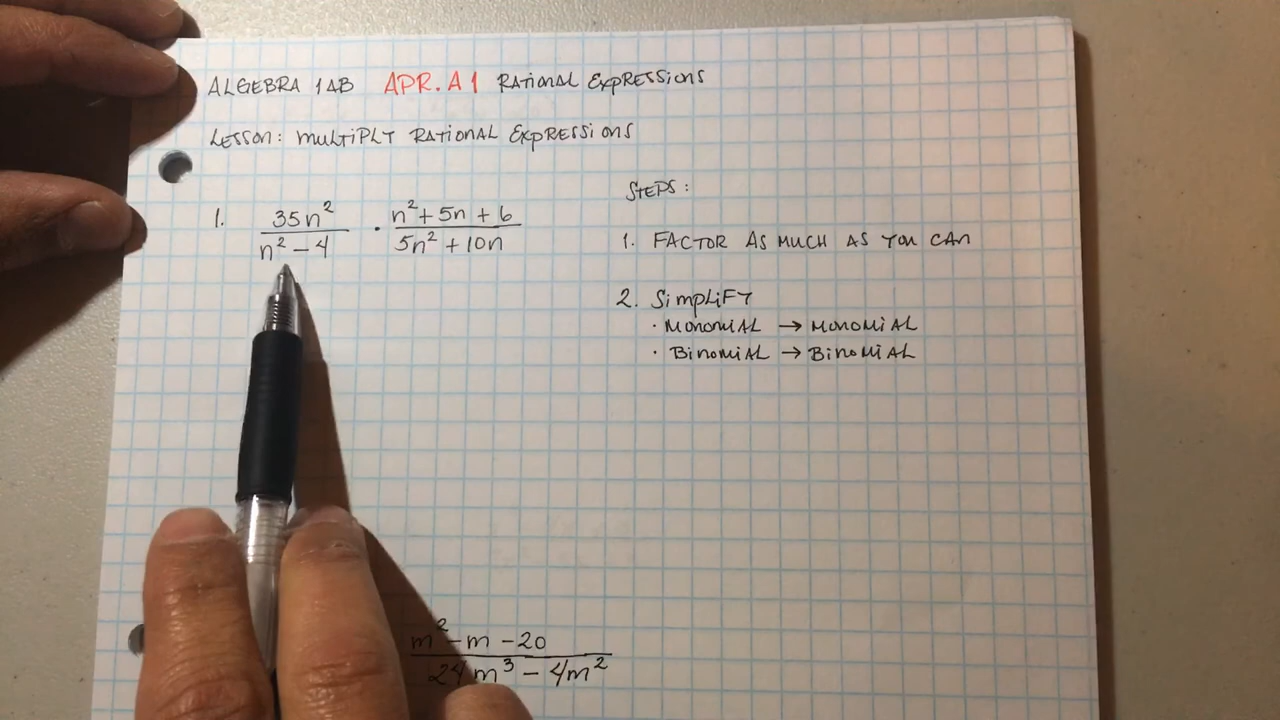 ALGEBRA 1AB APR.A1 RATIONAL EXPRESSIONS
LESSON: MULTIPLY RATIONAL EXPRESSIONS
STEPS:
1. 35n² / n² − 4 · n² + 5n + 6 / 5n² + 10n
1. FACTOR AS MUCH AS YOU CAN
2. SIMPLIFY
· MONOMIAL → MONOMIAL
· BINOMIAL → BINOMIAL
m² − m − 20
24m³ − 4m²